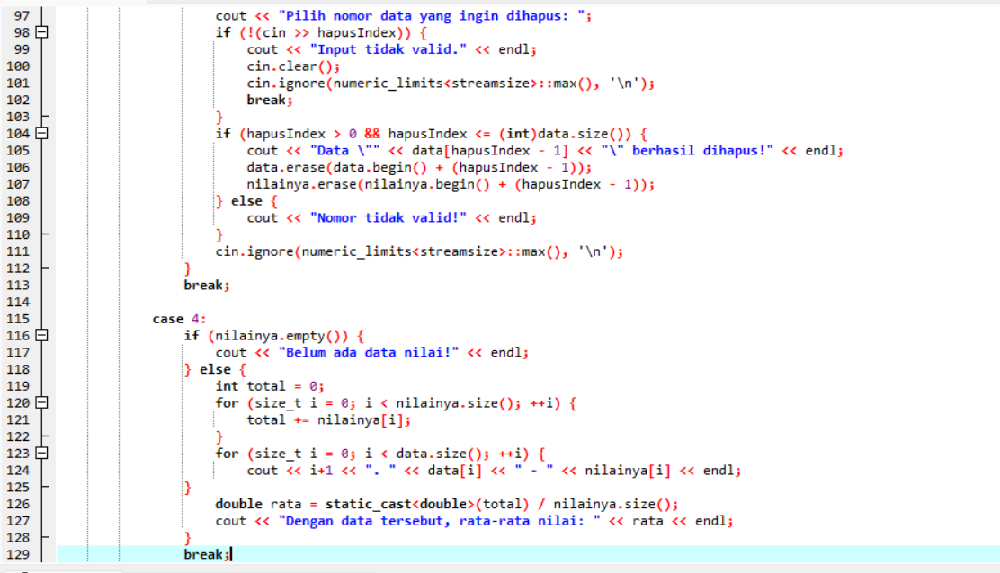 97 cout << "Pilih nomor data yang ingin dihapus: ";
98 if (!(cin >> hapusIndex)) {
99 cout << "Input tidak valid." << endl;
100 cin.clear();
101 cin.ignore(numeric_limits<streamsize>::max(), '\n');
102 break;
103 }
104 if (hapusIndex > 0 && hapusIndex <= (int)data.size()) {
105 cout << "Data \"" << data[hapusIndex - 1] << "\" berhasil dihapus!" << endl;
106 data.erase(data.begin() + (hapusIndex - 1));
107 nilainya.erase(nilainya.begin() + (hapusIndex - 1));
108 } else {
109 cout << "Nomor tidak valid!" << endl;
110 }
111 cin.ignore(numeric_limits<streamsize>::max(), '\n');
112 }
113 break;
114
115 case 4:
116 if (nilainya.empty()) {
117 cout << "Belum ada data nilai!" << endl;
118 } else {
119 int total = 0;
120 for (size_t i = 0; i < nilainya.size(); ++i) {
121 total += nilainya[i];
122 }
123 for (size_t i = 0; i < data.size(); ++i) {
124 cout << i+1 << ". " << data[i] << " - " << nilainya[i] << endl;
125 }
126 double rata = static_cast<double>(total) / nilainya.size();
127 cout << "Dengan data tersebut, rata-rata nilai: " << rata << endl;
128 }
129 break;